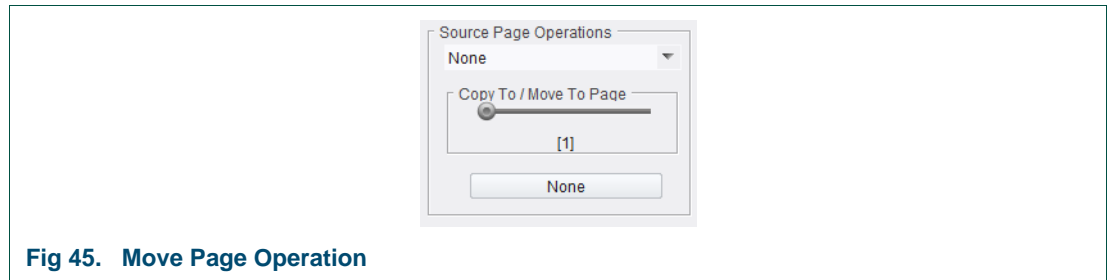 Source Page Operations
None
Copy To / Move To Page
[1]
None
Fig 45. Move Page Operation